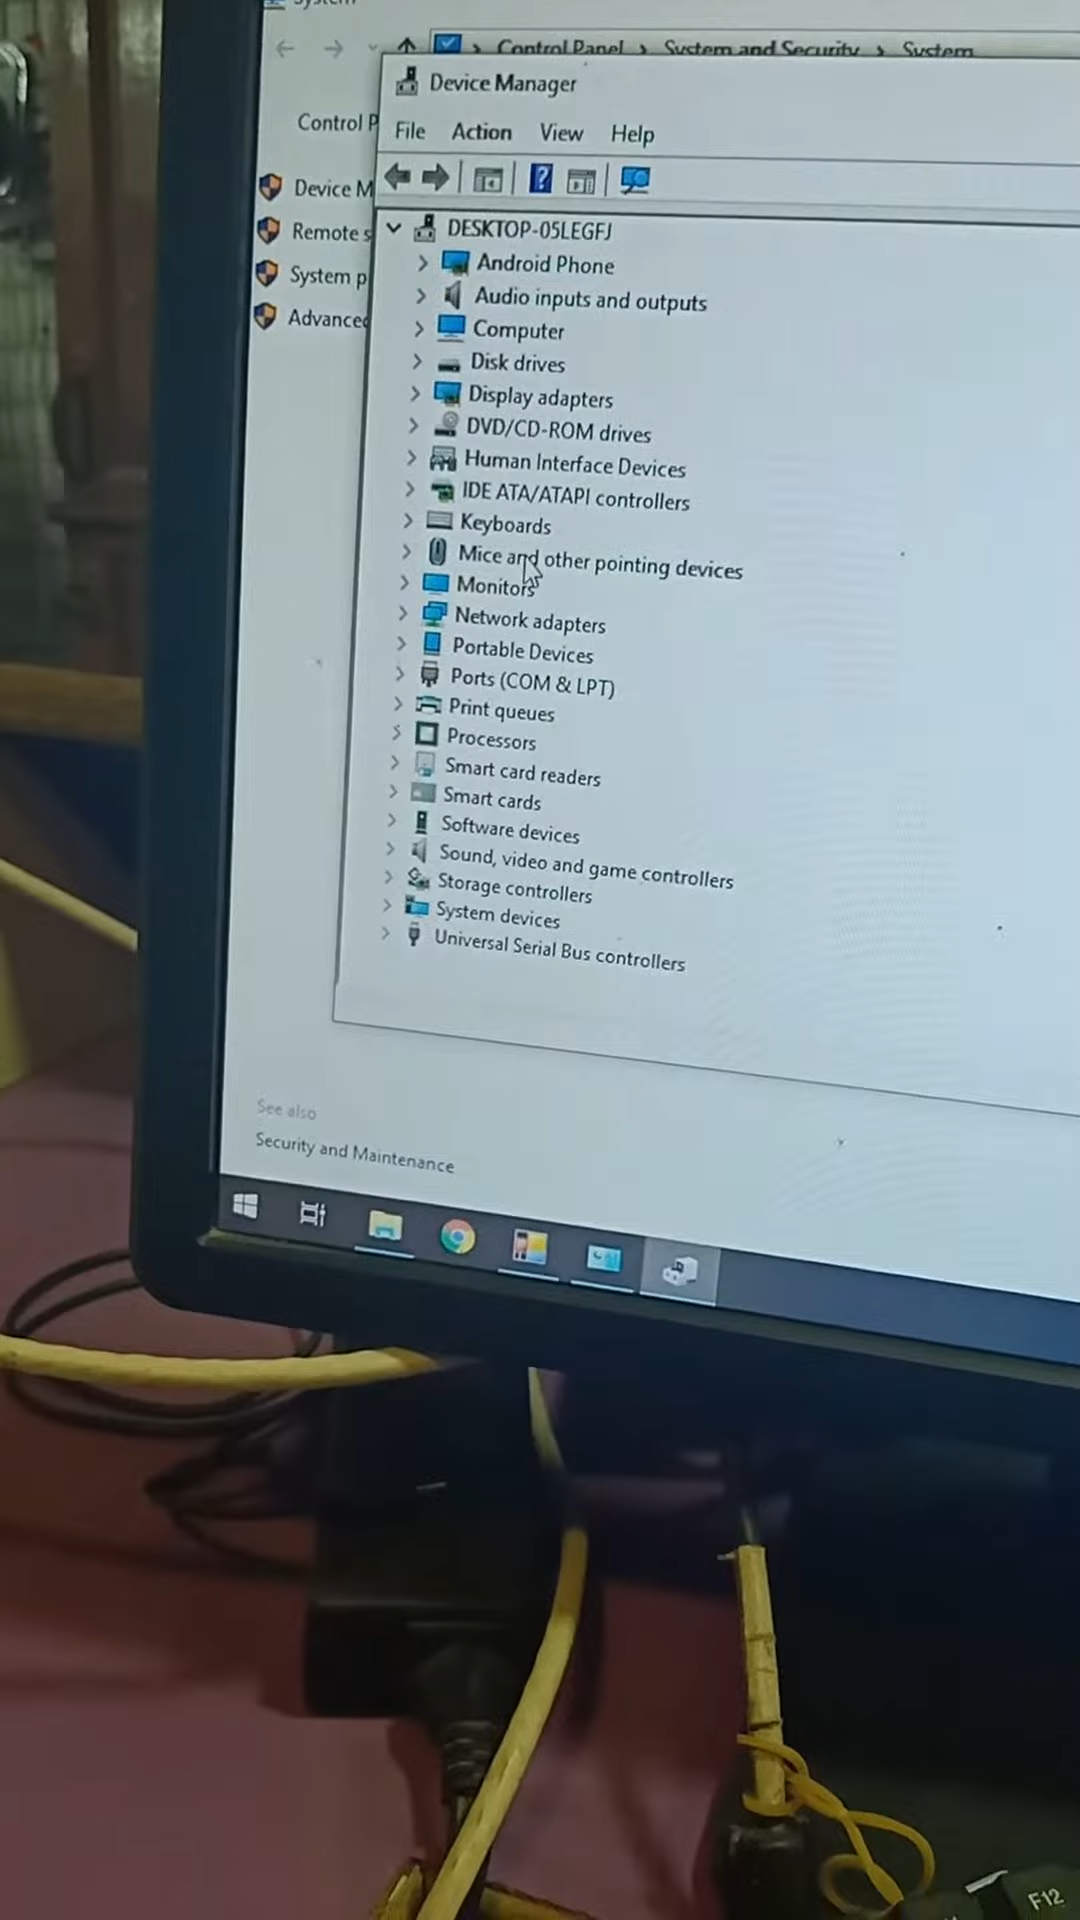 Control Panel > System and Security > System
Device Manager
Control P
File Action View Help
Device M
Remote s
System p
Advanced
DESKTOP-05LEGFJ
Android Phone
Audio inputs and outputs
Computer
Disk drives
Display adapters
DVD/CD-ROM drives
Human Interface Devices
IDE ATA/ATAPI controllers
Keyboards
Mice and other pointing devices
Monitors
Network adapters
Portable Devices
Ports (COM & LPT)
Print queues
Processors
Smart card readers
Smart cards
Software devices
Sound, video and game controllers
Storage controllers
System devices
Universal Serial Bus controllers
See also
Security and Maintenance
F12